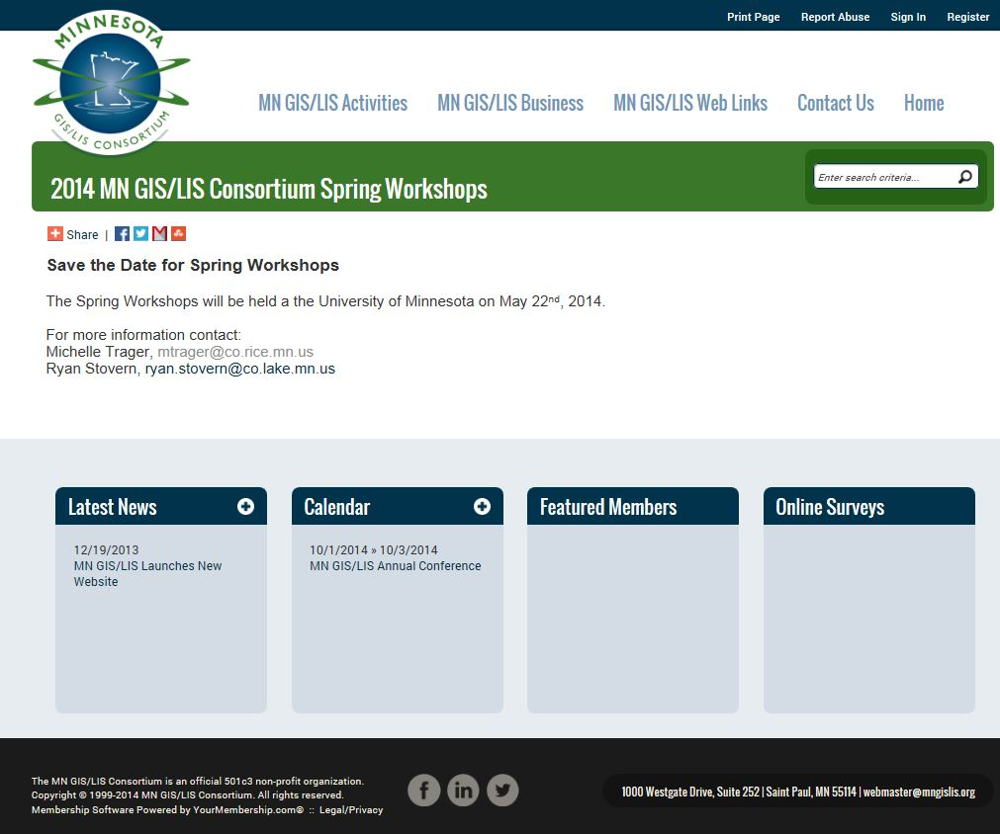 Print Page Report Abuse Sign In Register
MINNESOTA
GIS/LIS CONSORTIUM
MN GIS/LIS Activities MN GIS/LIS Business MN GIS/LIS Web Links Contact Us Home
2014 MN GIS/LIS Consortium Spring Workshops
Enter search criteria...
Share |
Save the Date for Spring Workshops
The Spring Workshops will be held a the University of Minnesota on May 22nd, 2014.
For more information contact:
Michelle Trager, mtrager@co.rice.mn.us
Ryan Stovern, ryan.stovern@co.lake.mn.us
Latest News
12/19/2013
MN GIS/LIS Launches New
Website
Calendar
10/1/2014 » 10/3/2014
MN GIS/LIS Annual Conference
Featured Members
Online Surveys
The MN GIS/LIS Consortium is an official 501c3 non-profit organization.
Copyright © 1999-2014 MN GIS/LIS Consortium. All rights reserved.
Membership Software Powered by YourMembership.com® :: Legal/Privacy
1000 Westgate Drive, Suite 252 | Saint Paul, MN 55114 | webmaster@mngislis.org